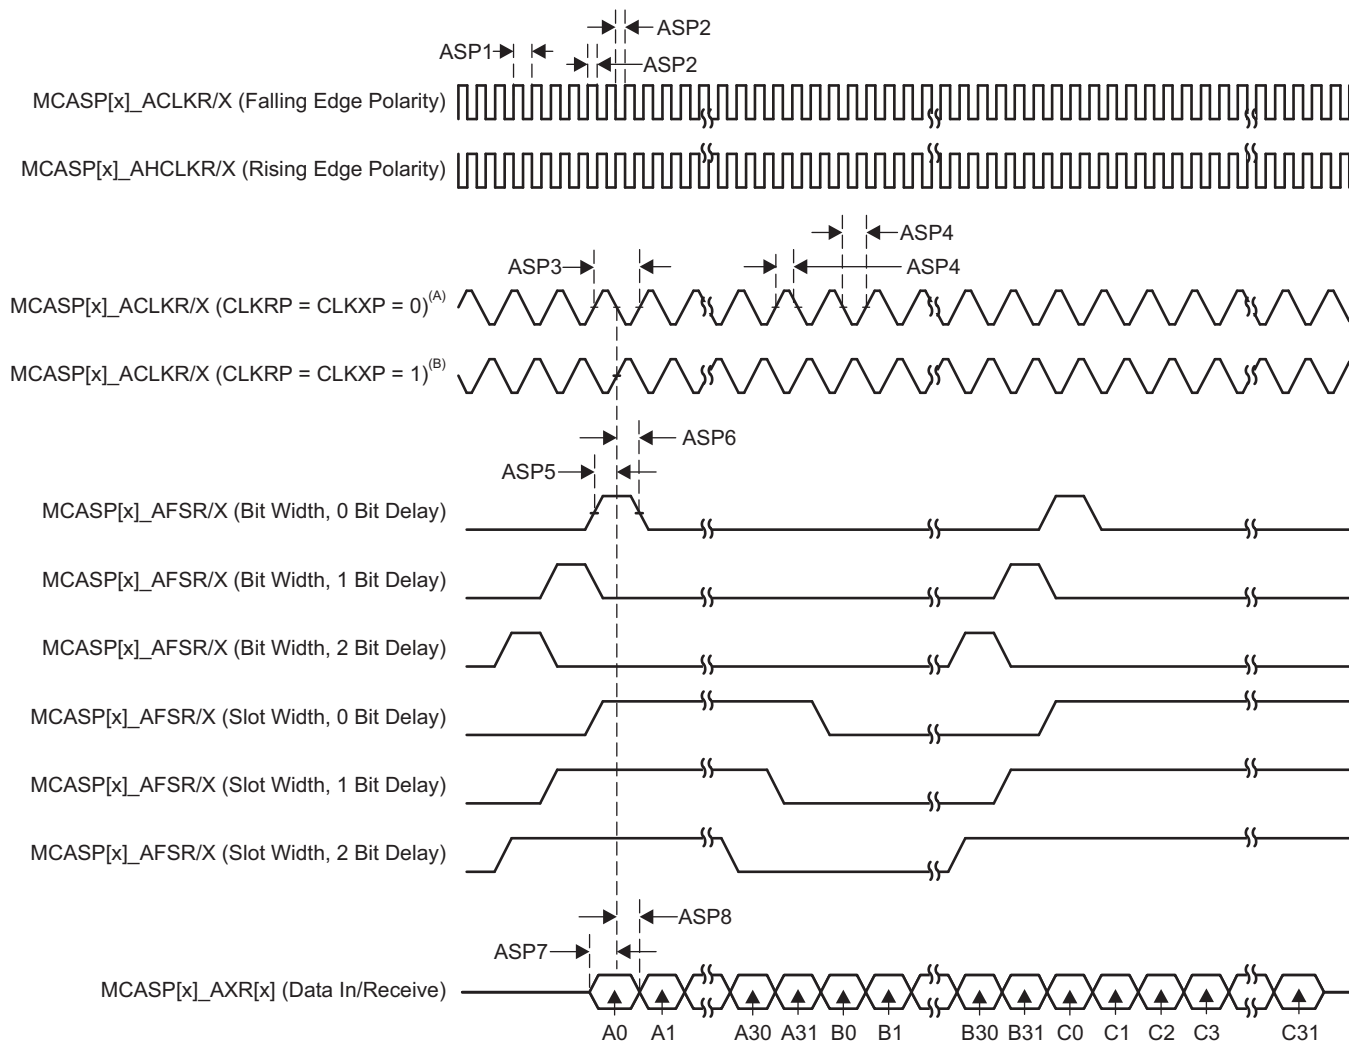 ASP2
ASP1
ASP2
MCASP[x]_ACLKR/X (Falling Edge Polarity)
MCASP[x]_AHCLKR/X (Rising Edge Polarity)
ASP4
ASP3
ASP4
MCASP[x]_ACLKR/X (CLKRP = CLKXP = 0)(A)
MCASP[x]_ACLKR/X (CLKRP = CLKXP = 1)(B)
ASP6
ASP5
MCASP[x]_AFSR/X (Bit Width, 0 Bit Delay)
MCASP[x]_AFSR/X (Bit Width, 1 Bit Delay)
MCASP[x]_AFSR/X (Bit Width, 2 Bit Delay)
MCASP[x]_AFSR/X (Slot Width, 0 Bit Delay)
MCASP[x]_AFSR/X (Slot Width, 1 Bit Delay)
MCASP[x]_AFSR/X (Slot Width, 2 Bit Delay)
ASP8
ASP7
MCASP[x]_AXR[x] (Data In/Receive)
A0 A1 A30 A31 B0 B1 B30 B31 C0 C1 C2 C3 C31